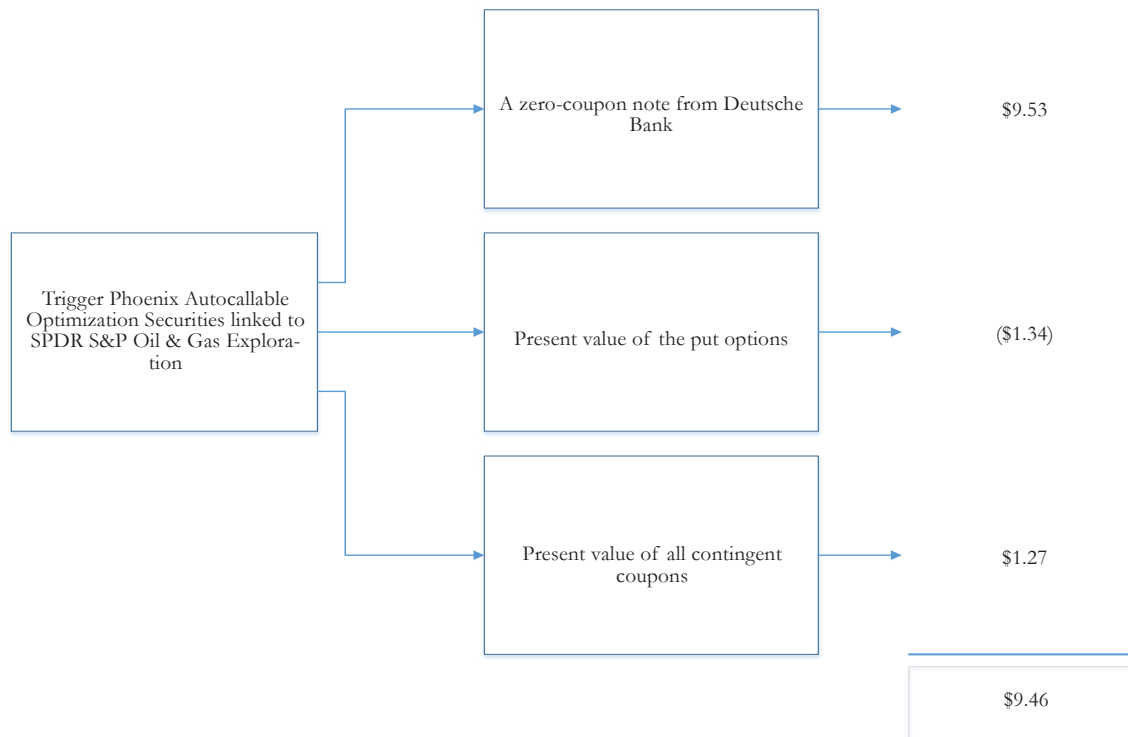 A zero-coupon note from Deutsche
Bank
$9.53
Trigger Phoenix Autocallable
Optimization Securities linked to
SPDR S&P Oil & Gas Explora-
tion
Present value of the put options
($1.34)
Present value of all contingent
coupons
$1.27
$9.46